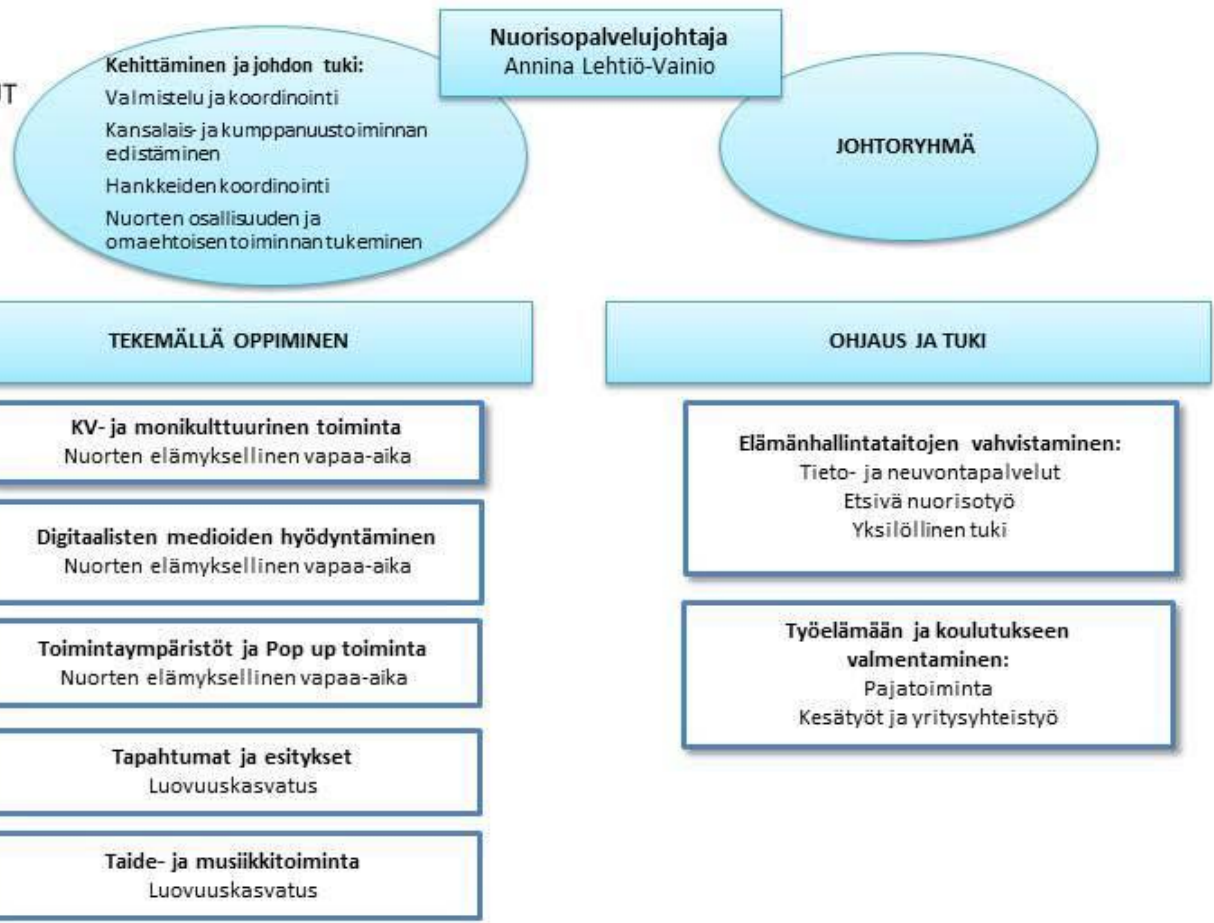 Nuorisopalvelujohtaja
Annina Lehtiö-Vainio
Kehittäminen ja johdon tuki:
Valmistelu ja koordinointi
Kansalais- ja kumppanuustoiminnan
edistäminen
Hankkeiden koordinointi
Nuorten osallisuuden ja
omaehtoisen toiminnan tukeminen
JOHTORYHMÄ
TEKEMÄLLÄ OPPIMINEN
KV- ja monikulttuurinen toiminta
Nuorten elämyksellinen vapaa-aika
Digitaalisten medioiden hyödyntäminen
Nuorten elämyksellinen vapaa-aika
Toimintaympäristöt ja Pop up toiminta
Nuorten elämyksellinen vapaa-aika
Tapahtumat ja esitykset
Luovuuskasvatus
Taide- ja musiikkitoiminta
Luovuuskasvatus
OHJAUS JA TUKI
Elämänhallintataitojen vahvistaminen:
Tieto- ja neuvontapalvelut
Etsivä nuorisotyö
Yksilöllinen tuki
Työelämään ja koulutukseen
valmentaminen:
Pajatoiminta
Kesätyöt ja yritysyhteistyö